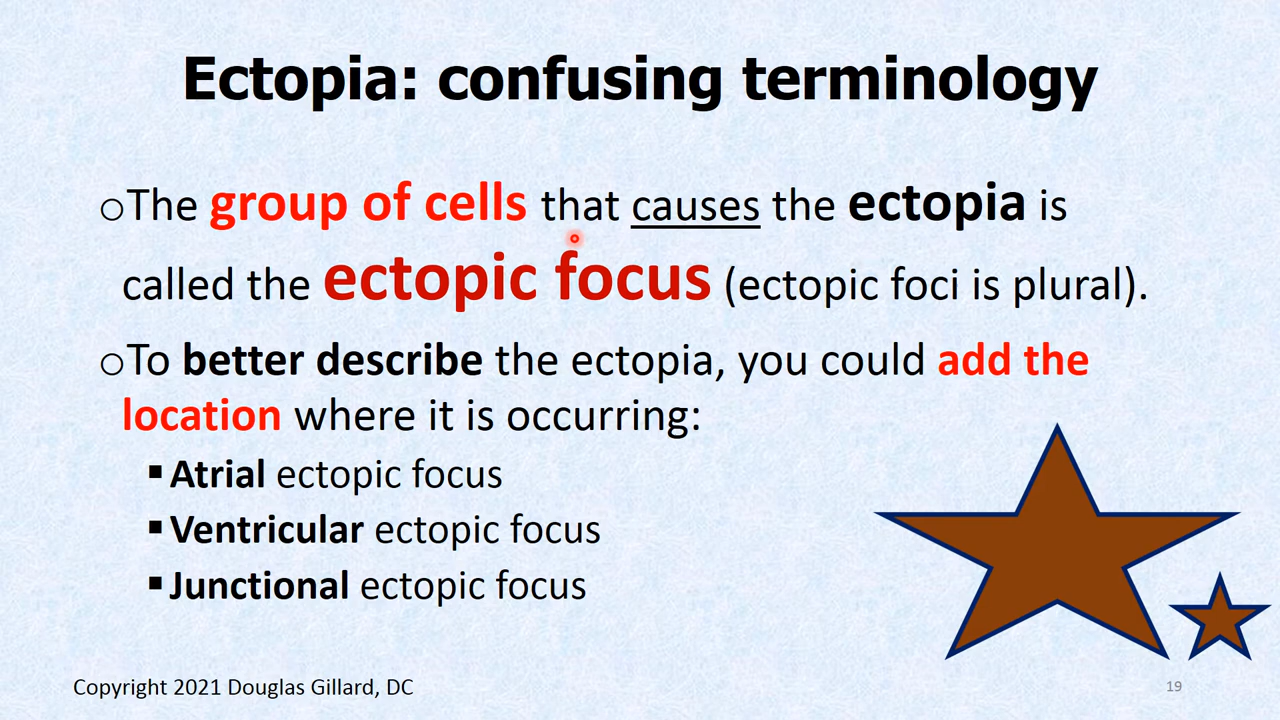 Ectopia: confusing terminology
○The group of cells that causes the ectopia is
called the ectopic focus (ectopic foci is plural).
○To better describe the ectopia, you could add the
location where it is occurring:
▪Atrial ectopic focus
▪Ventricular ectopic focus
▪Junctional ectopic focus
Copyright 2021 Douglas Gillard, DC
19